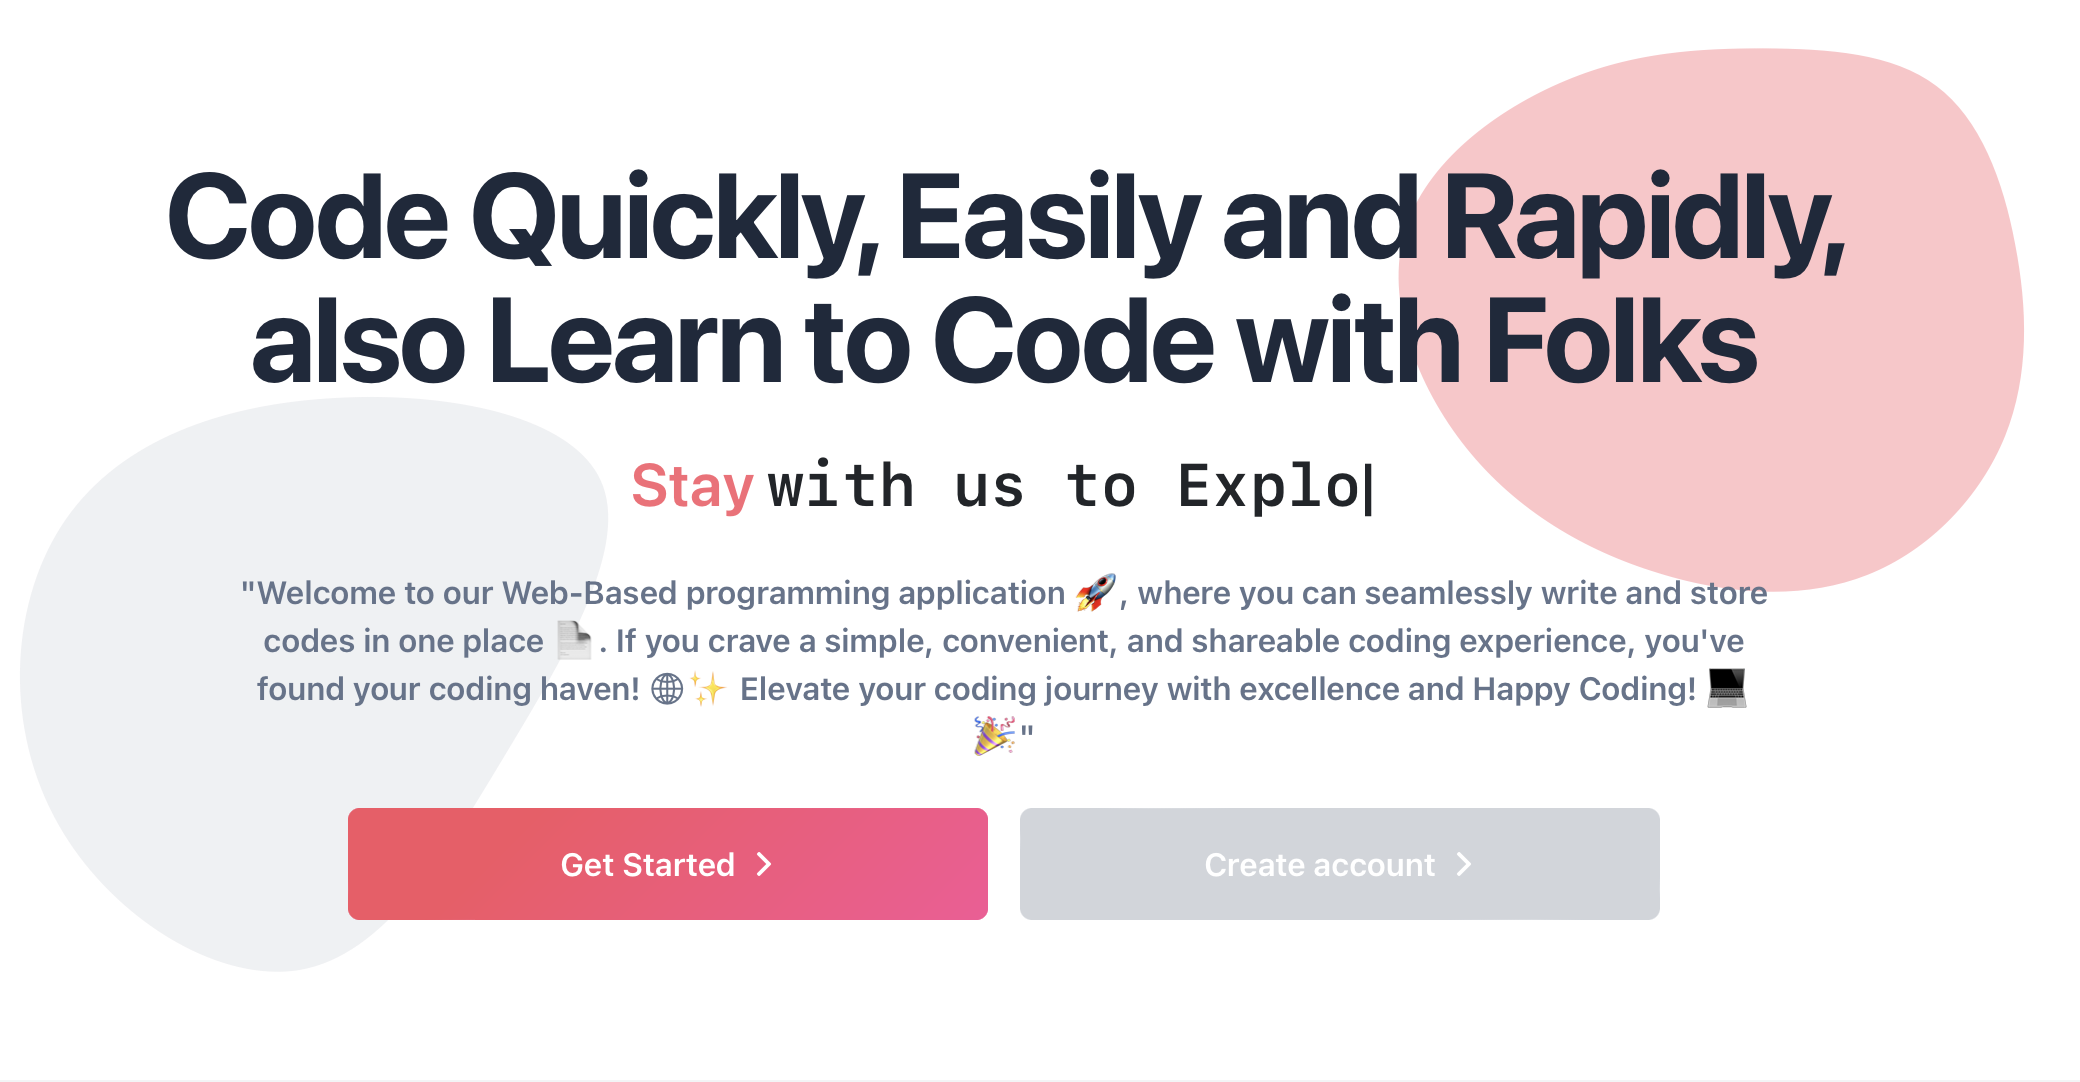 Code Quickly, Easily and Rapidly,
also Learn to Code with Folks
Stay with us to Explo|
"Welcome to our Web-Based programming application 🚀, where you can seamlessly write and store
codes in one place 📄. If you crave a simple, convenient, and shareable coding experience, you've
found your coding haven! 🌐✨ Elevate your coding journey with excellence and Happy Coding! 💻
🎉"
Get Started
Create account